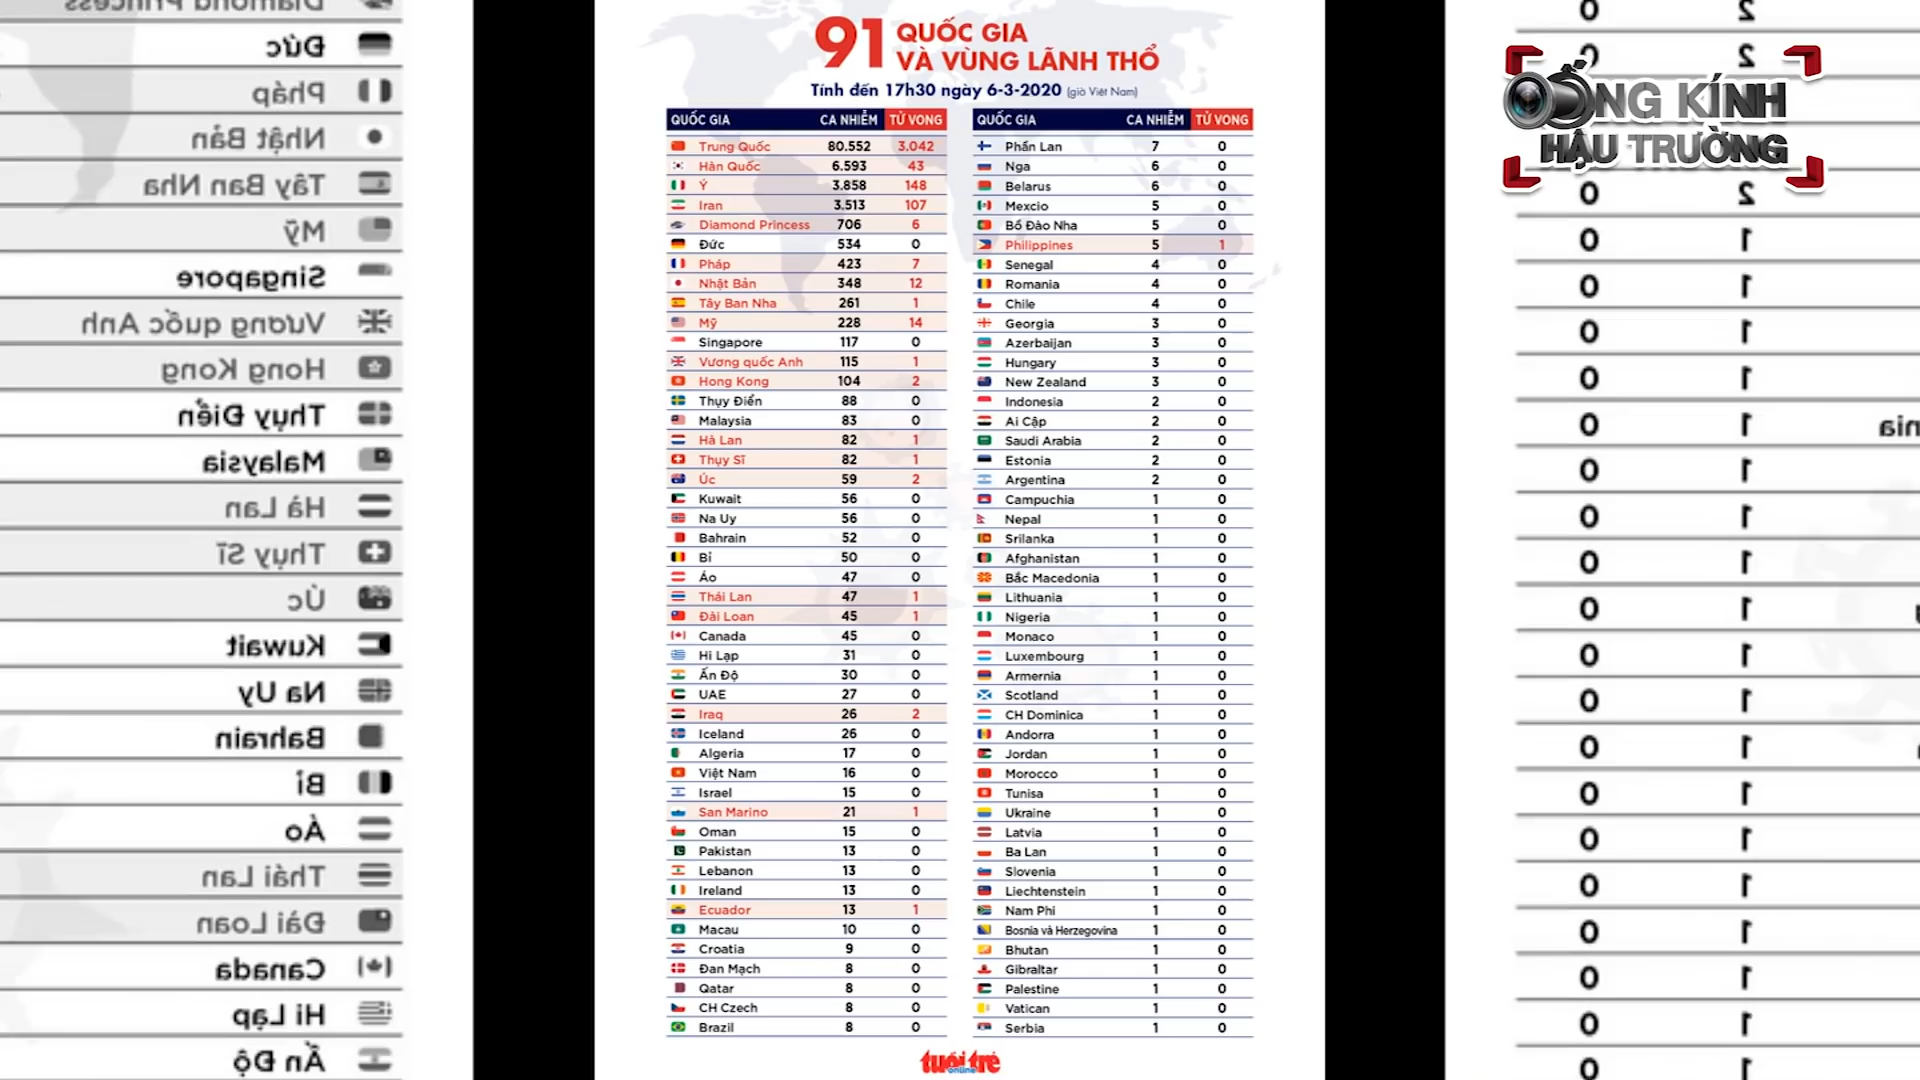 91 QUỐC GIA
VÀ VÙNG LÃNH THỔ
Tính đến 17h30 ngày 6-3-2020 (giờ Việt Nam)
QUỐC GIA CA NHIỄM TỬ VONG
Trung Quốc 80.552 3.042
Hàn Quốc 6.593 43
Ý 3.858 148
Iran 3.513 107
Diamond Princess 706 6
Đức 534 0
Pháp 423 7
Nhật Bản 348 12
Tây Ban Nha 261 1
Mỹ 228 14
Singapore 117 0
Vương quốc Anh 115 1
Hong Kong 104 2
Thụy Điển 88 0
Malaysia 83 0
Hà Lan 82 1
Thụy Sĩ 82 1
Úc 59 2
Kuwait 56 0
Na Uy 56 0
Bahrain 52 0
Bỉ 50 0
Áo 47 0
Thái Lan 47 1
Đài Loan 45 1
Canada 45 0
Hi Lạp 31 0
Ấn Độ 30 0
UAE 27 0
Iraq 26 2
Iceland 26 0
Algeria 17 0
Việt Nam 16 0
Israel 15 0
San Marino 21 1
Oman 15 0
Pakistan 13 0
Lebanon 13 0
Ireland 13 0
Ecuador 13 1
Macau 10 0
Croatia 9 0
Đan Mạch 8 0
Qatar 8 0
CH Czech 8 0
Brazil 8 0
QUỐC GIA CA NHIỄM TỬ VONG
Phần Lan 7 0
Nga 6 0
Belarus 6 0
Mexcio 5 0
Bồ Đào Nha 5 0
Philippines 5 1
Senegal 4 0
Romania 4 0
Chile 4 0
Georgia 3 0
Azerbaijan 3 0
Hungary 3 0
New Zealand 3 0
Indonesia 2 0
Ai Cập 2 0
Saudi Arabia 2 0
Estonia 2 0
Argentina 2 0
Campuchia 1 0
Nepal 1 0
Srilanka 1 0
Afghanistan 1 0
Bắc Macedonia 1 0
Lithuania 1 0
Nigeria 1 0
Monaco 1 0
Luxembourg 1 0
Armernia 1 0
Scotland 1 0
CH Dominica 1 0
Andorra 1 0
Jordan 1 0
Morocco 1 0
Tunisa 1 0
Ukraine 1 0
Latvia 1 0
Ba Lan 1 0
Slovenia 1 0
Liechtenstein 1 0
Nam Phi 1 0
Bosnia và Herzegovina 1 0
Bhutan 1 0
Gibraltar 1 0
Palestine 1 0
Vatican 1 0
Serbia 1 0
tuổi trẻ
online
ỐNG KÍNH
HẬU TRƯỜNG